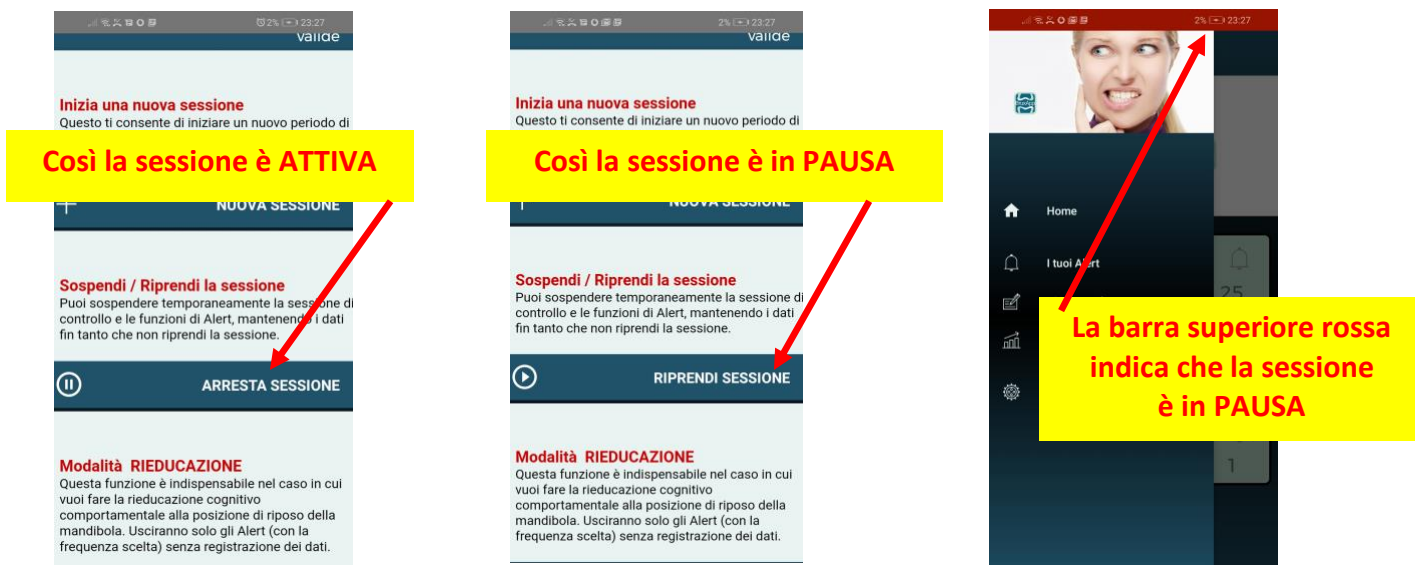 2% 23:27
valide
Inizia una nuova sessione
Questo ti consente di iniziare un nuovo periodo di
Così la sessione è ATTIVA
NUOVA SESSIONE
Sospendi / Riprendi la sessione
Puoi sospendere temporaneamente la sessione di
controllo e le funzioni di Alert, mantenendo i dati
fin tanto che non riprendi la sessione.
ARRESTA SESSIONE
Modalità RIEDUCAZIONE
Questa funzione è indispensabile nel caso in cui
vuoi fare la rieducazione cognitivo
comportamentale alla posizione di riposo della
mandibola. Usciranno solo gli Alert (con la
frequenza scelta) senza registrazione dei dati.
2% 23:27
valide
Inizia una nuova sessione
Questo ti consente di iniziare un nuovo periodo di
Così la sessione è in PAUSA
NUOVA SESSIONE
Sospendi / Riprendi la sessione
Puoi sospendere temporaneamente la sessione di
controllo e le funzioni di Alert, mantenendo i dati
fin tanto che non riprendi la sessione.
RIPRENDI SESSIONE
Modalità RIEDUCAZIONE
Questa funzione è indispensabile nel caso in cui
vuoi fare la rieducazione cognitivo
comportamentale alla posizione di riposo della
mandibola. Usciranno solo gli Alert (con la
frequenza scelta) senza registrazione dei dati.
2% 23:27
Home
I tuoi Alert
25
La barra superiore rossa
indica che la sessione
è in PAUSA
1